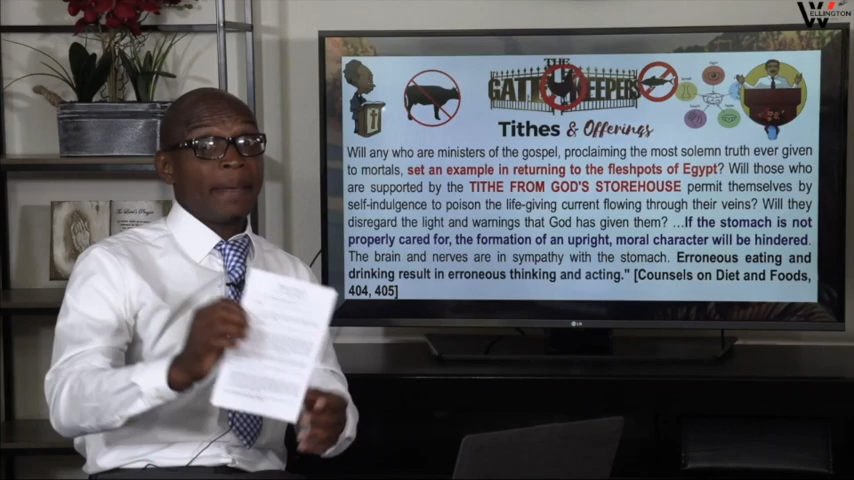 WELLINGTON
THE
GATEKEEPERS
Tithes & Offerings
Will any who are ministers of the gospel, proclaiming the most solemn truth ever given
to mortals, set an example in returning to the fleshpots of Egypt? Will those who
are supported by the TITHE FROM GOD'S STOREHOUSE permit themselves by
self-indulgence to poison the life-giving current flowing through their veins? Will they
disregard the light and warnings that God has given them? ...If the stomach is not
properly cared for, the formation of an upright, moral character will be hindered.
The brain and nerves are in sympathy with the stomach. Erroneous eating and
drinking result in erroneous thinking and acting." [Counsels on Diet and Foods,
404, 405]
The Lord's Prayer
LG